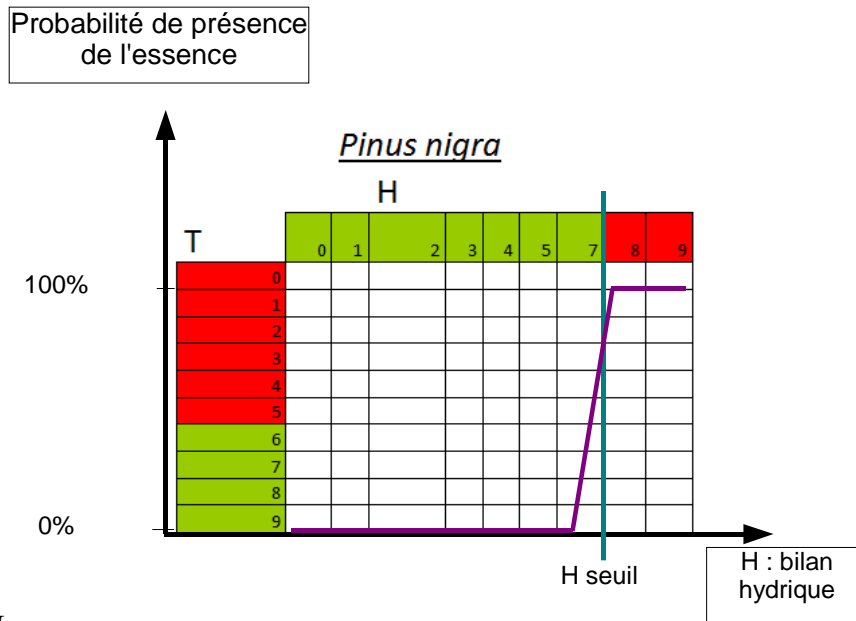 Probabilité de présence
de l'essence
Pinus nigra
H
T
0 1 2 3 4 5 7 8 9
0
1
2
3
4
5
6
7
8
9
100%
0%
H seuil
H : bilan
hydrique